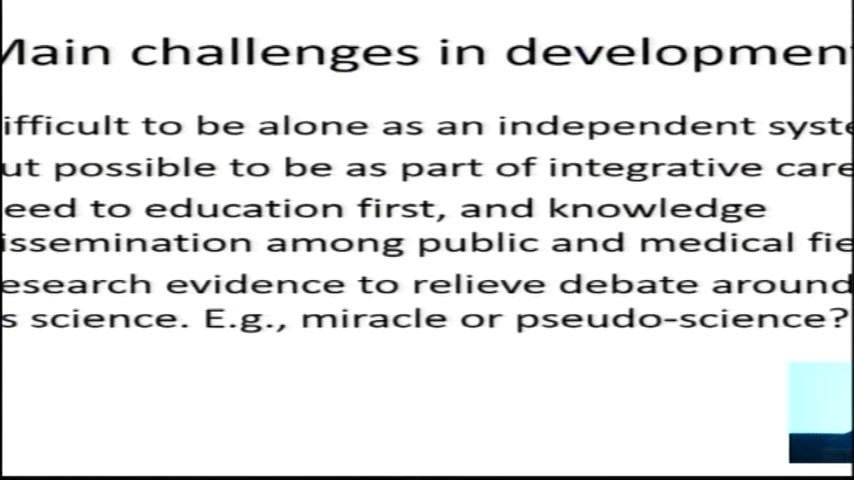 Main challenges in development
ifficult to be alone as an independent syste
ut possible to be as part of integrative care
eed to education first, and knowledge
issemination among public and medical fie
esearch evidence to relieve debate around
s science. E.g., miracle or pseudo-science?